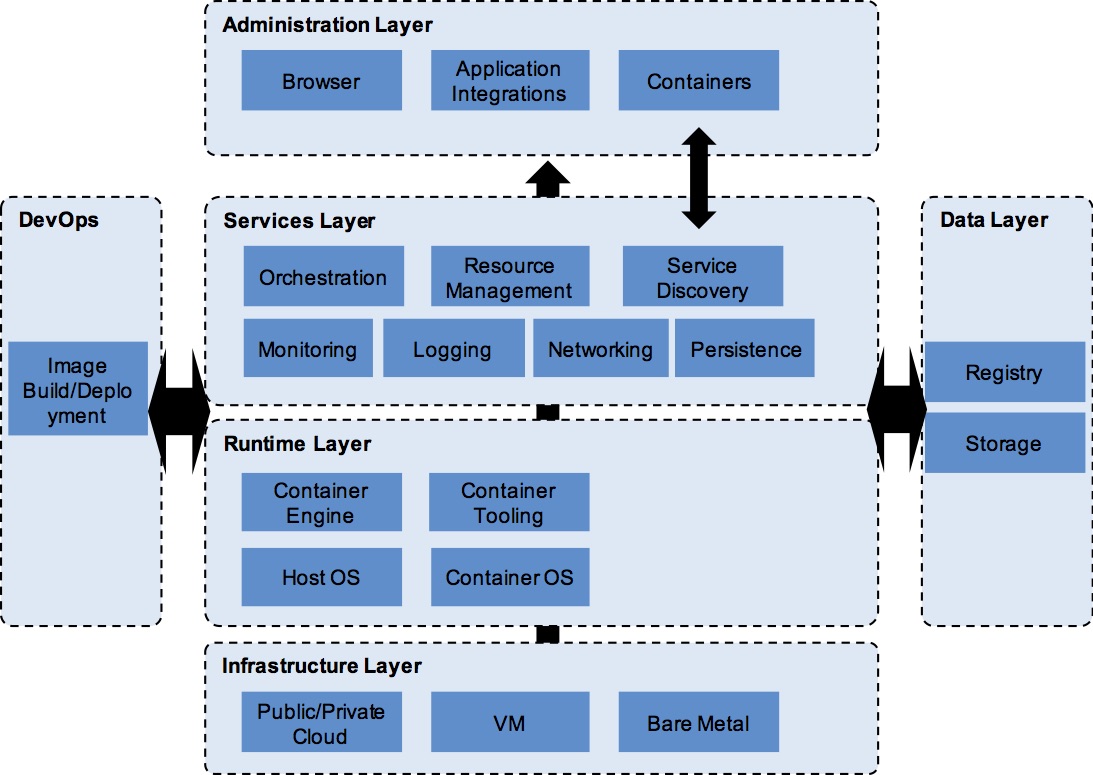 Administration Layer
Browser
Application
Integrations
Containers
DevOps
Image
Build/Deplo
yment
Services Layer
Orchestration
Resource
Management
Service
Discovery
Monitoring
Logging
Networking
Persistence
Data Layer
Registry
Storage
Runtime Layer
Container
Engine
Container
Tooling
Host OS
Container OS
Infrastructure Layer
Public/Private
Cloud
VM
Bare Metal